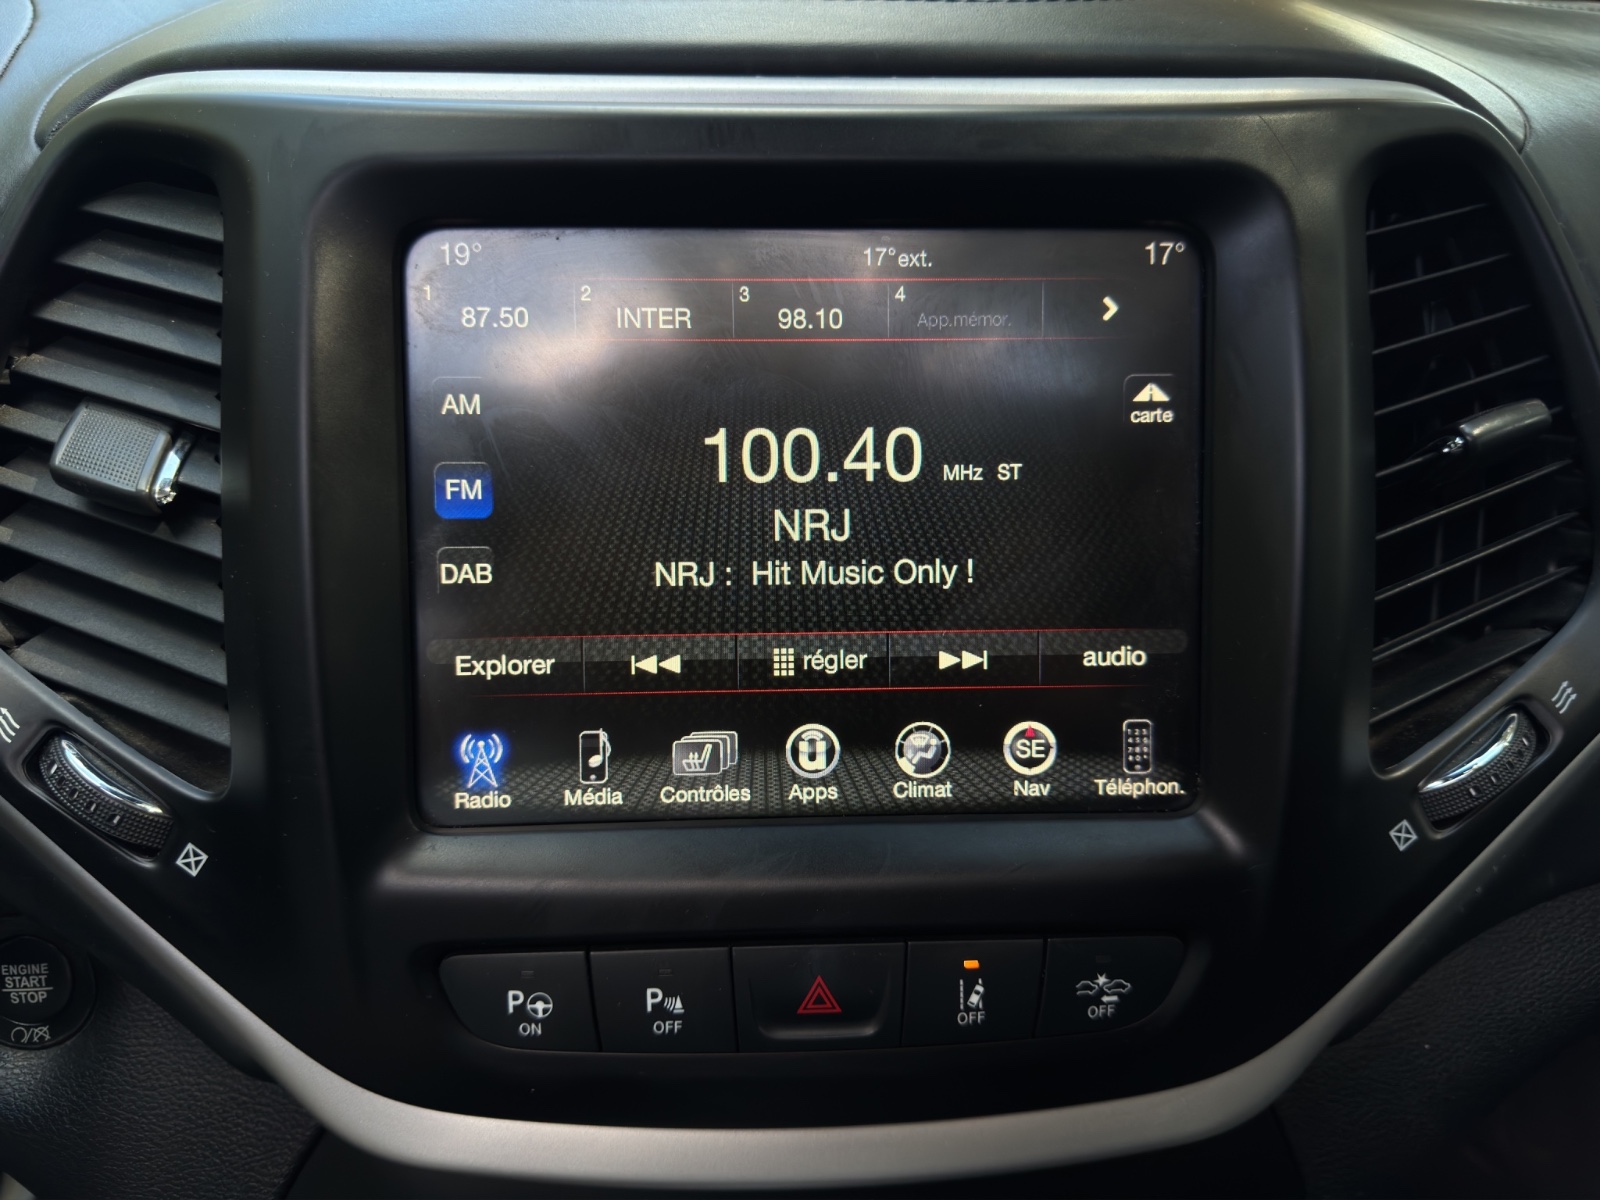 19° 17°ext. 17°
1 87.50 2 INTER 3 98.10 4 App.mémor.
AM
carte
100.40 MHz ST
FM
NRJ
DAB
NRJ : Hit Music Only !
Explorer régler audio
SE
Radio Média Contrôles Apps Climat Nav Téléphon.
ENGINE
START
STOP
P ON
P OFF
OFF
OFF